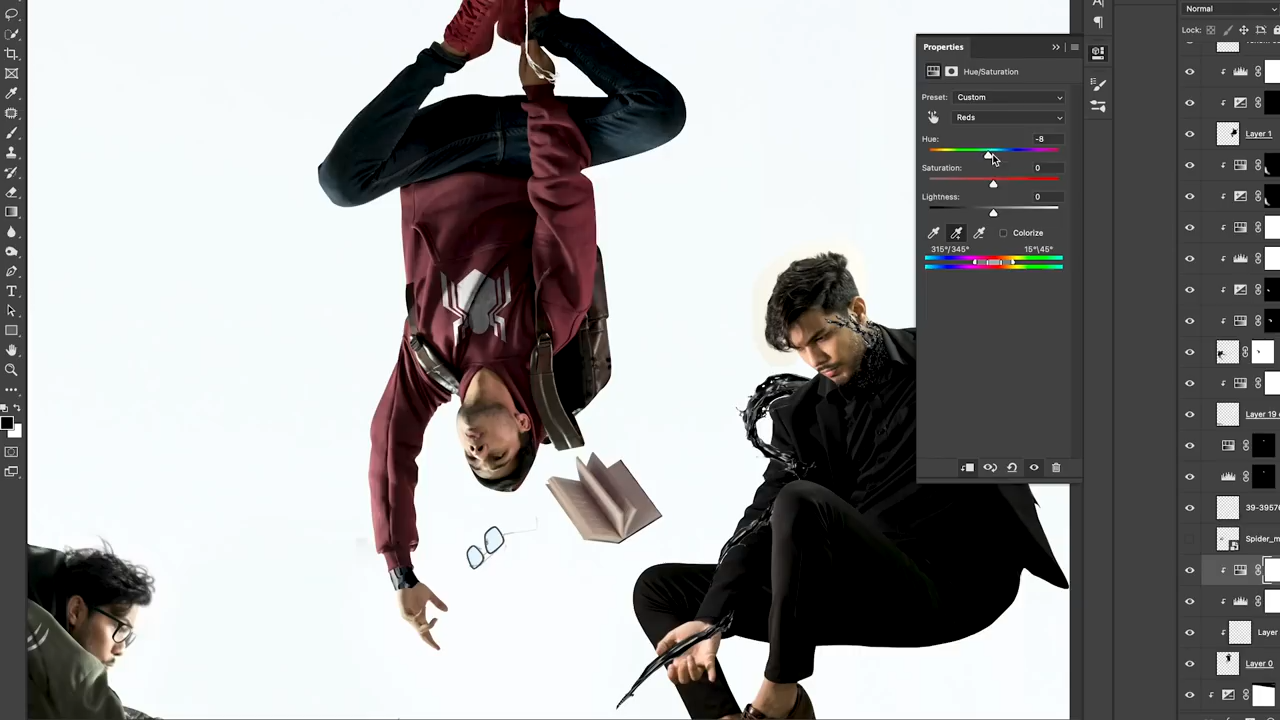 Normal
Properties
Lock:
Hue/Saturation
Preset: Custom
Reds
Hue: -8
Saturation: 0
Layer 1
Lightness: 0
Colorize
315°/345° 15°\45°
Layer 19
39-3957
Spider_m
Layer
Layer 0